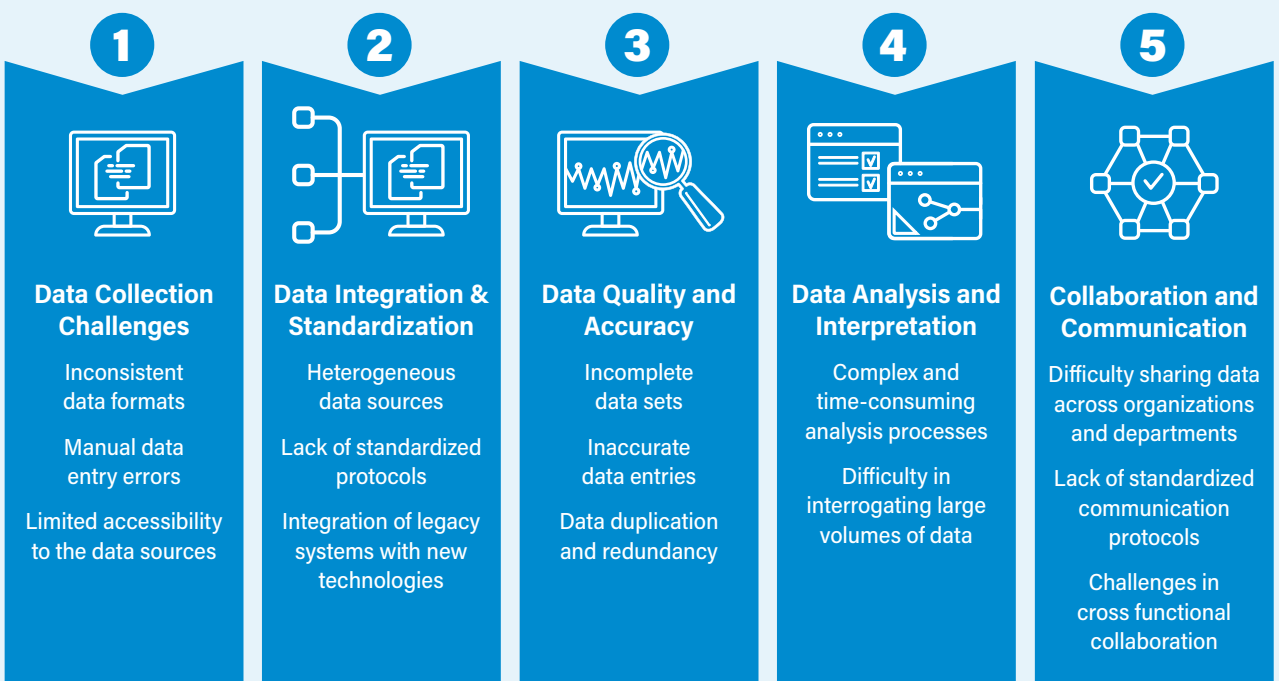 1
Data Collection
Challenges
Inconsistent
data formats
Manual data
entry errors
Limited accessibility
to the data sources
2
Data Integration &
Standardization
Heterogeneous
data sources
Lack of standardized
protocols
Integration of legacy
systems with new
technologies
3
Data Quality and
Accuracy
Incomplete
data sets
Inaccurate
data entries
Data duplication
and redundancy
4
Data Analysis and
Interpretation
Complex and
time-consuming
analysis processes
Difficulty in
interrogating large
volumes of data
5
Collaboration and
Communication
Difficulty sharing data
across organizations
and departments
Lack of standardized
communication
protocols
Challenges in
cross functional
collaboration